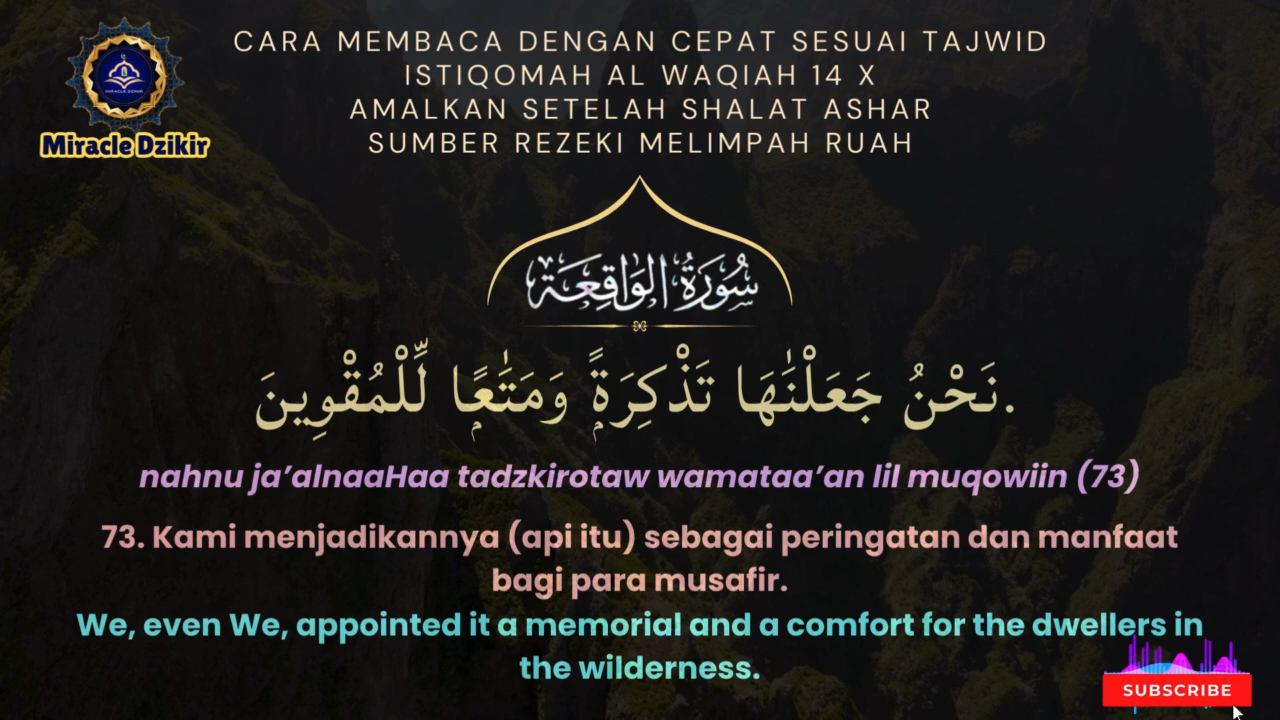 CARA MEMBACA DENGAN CEPAT SESUAI TAJWID
ISTIQOMAH AL WAQIAH 14 X
AMALKAN SETELAH SHALAT ASHAR
SUMBER REZEKI MELIMPAH RUAH
MIRACLE DZIKIR
Miracle Dzikir
سُورَةُ الوَاقِعَة
نَحْنُ جَعَلْنَٰهَا تَذْكِرَةًۭ وَمَتَٰعًۭا لِّلْمُقْوِينَ.
nahnu ja’alnaaHaa tadzkirotaw wamataa’an lil muqowiin (73)
73. Kami menjadikannya (api itu) sebagai peringatan dan manfaat
bagi para musafir.
We, even We, appointed it a memorial and a comfort for the dwellers in
the wilderness.
SUBSCRIBE